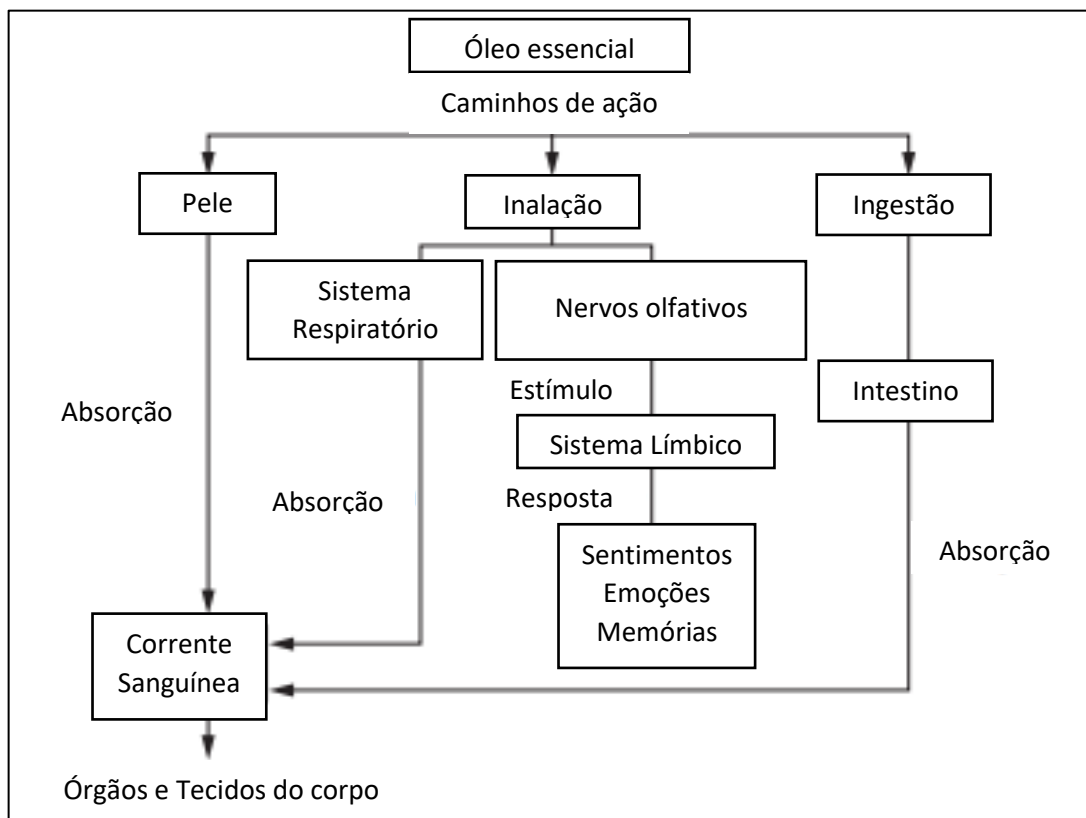 Óleo essencial
Caminhos de ação
Pele
Inalação
Ingestão
Sistema
Respiratório
Nervos olfativos
Absorção
Estímulo
Intestino
Sistema Límbico
Absorção
Resposta
Sentimentos
Emoções
Memórias
Absorção
Corrente
Sanguínea
Órgãos e Tecidos do corpo